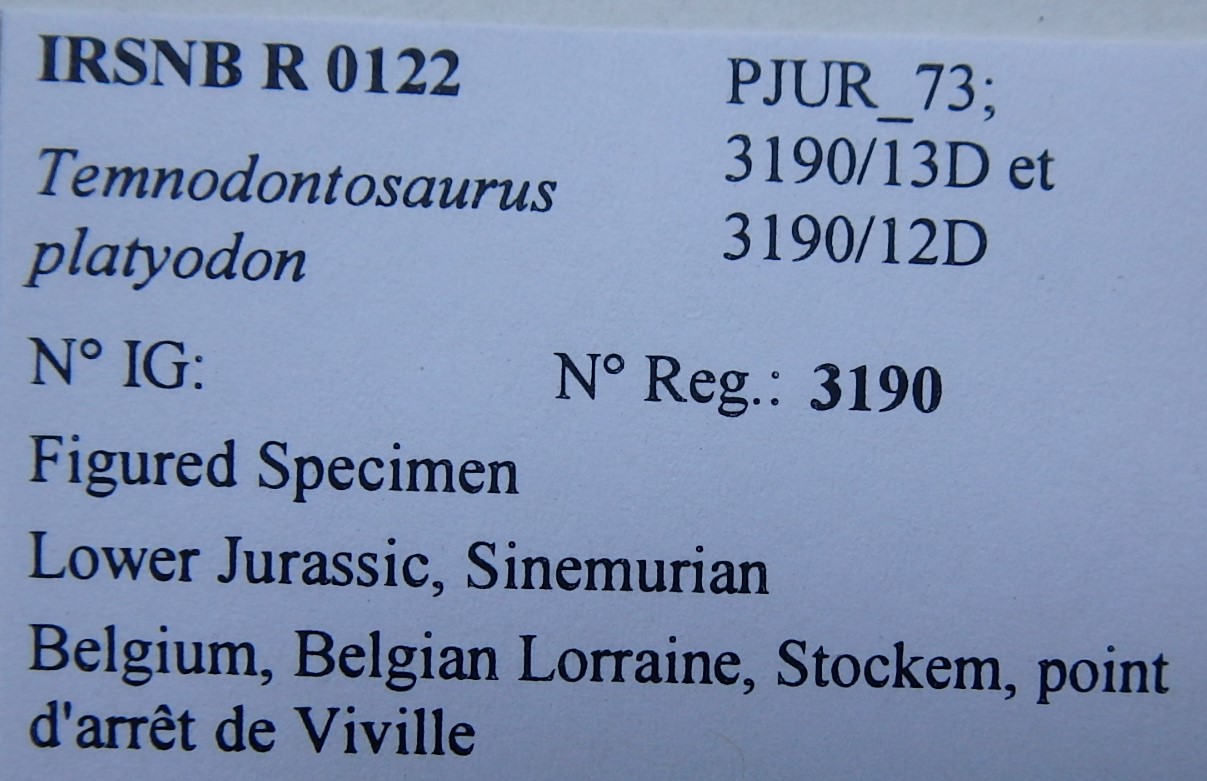 IRSNB R 0122
PJUR_73;
3190/13D et
3190/12D
Temnodontosaurus
platyodon
N° IG:
N° Reg.: 3190
Figured Specimen
Lower Jurassic, Sinemurian
Belgium, Belgian Lorraine, Stockem, point
d'arrêt de Viville